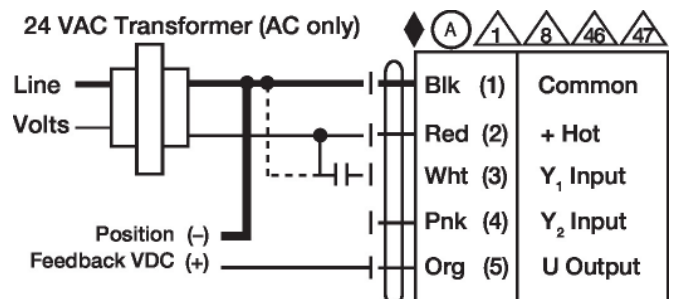 24 VAC Transformer (AC only)
A 1 8 46 47
Line
Volts
Blk (1) Common
Red (2) + Hot
Wht (3) Y1 Input
Pnk (4) Y2 Input
Org (5) U Output
Position (–)
Feedback VDC (+)